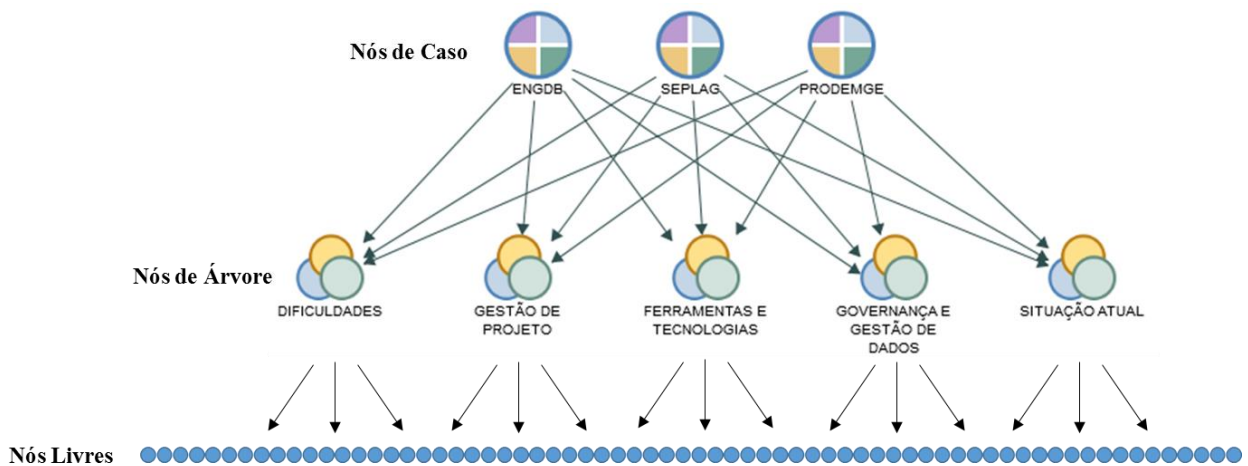 Nós de Caso
ENGDB
SEPLAG
PRODEMGE
Nós de Árvore
DIFICULDADES
GESTÃO DE
PROJETO
FERRAMENTAS E
TECNOLOGIAS
GOVERNANÇA E
GESTÃO DE
DADOS
SITUAÇÃO ATUAL
Nós Livres